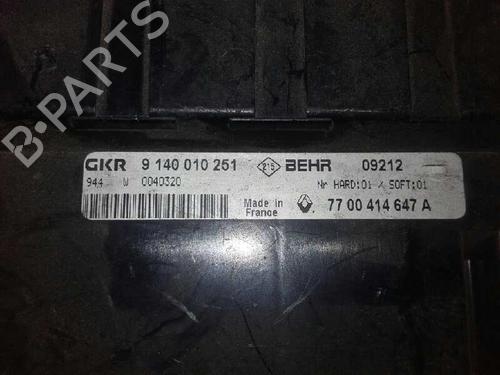 B-PARTS
GKR 9 140 010 251 215 BEHR 09212
944 W 0040320 Nr HARD:01 / SOFT:01
Made in France 77 00 414 647 A